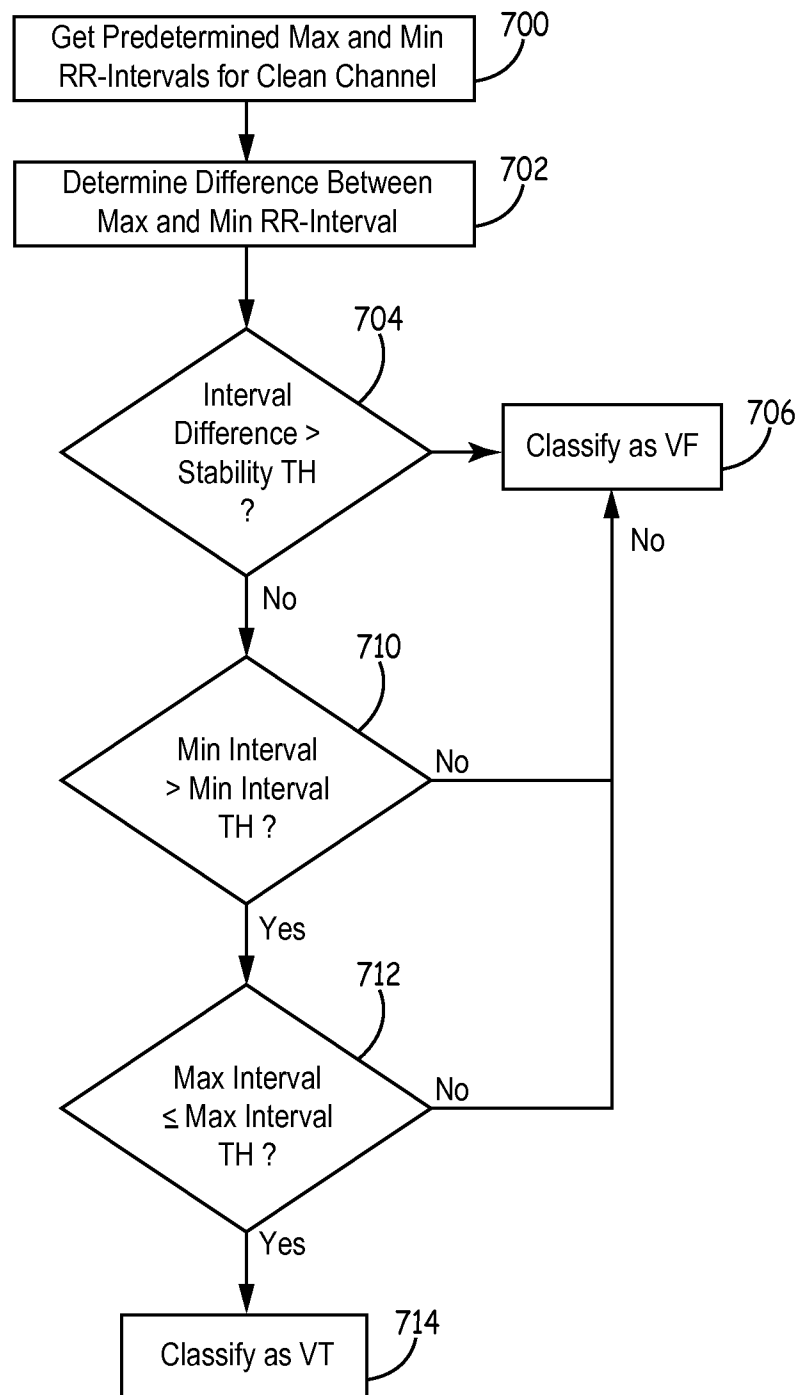 Get Predetermined Max and Min
RR-Intervals for Clean Channel
700
Determine Difference Between
Max and Min RR-Interval
702
704
Interval
Difference >
Stability TH
?
706
Classify as VF
No
No
710
Min Interval
> Min Interval
TH ?
No
Yes
712
Max Interval
≤ Max Interval
TH ?
No
Yes
714
Classify as VT